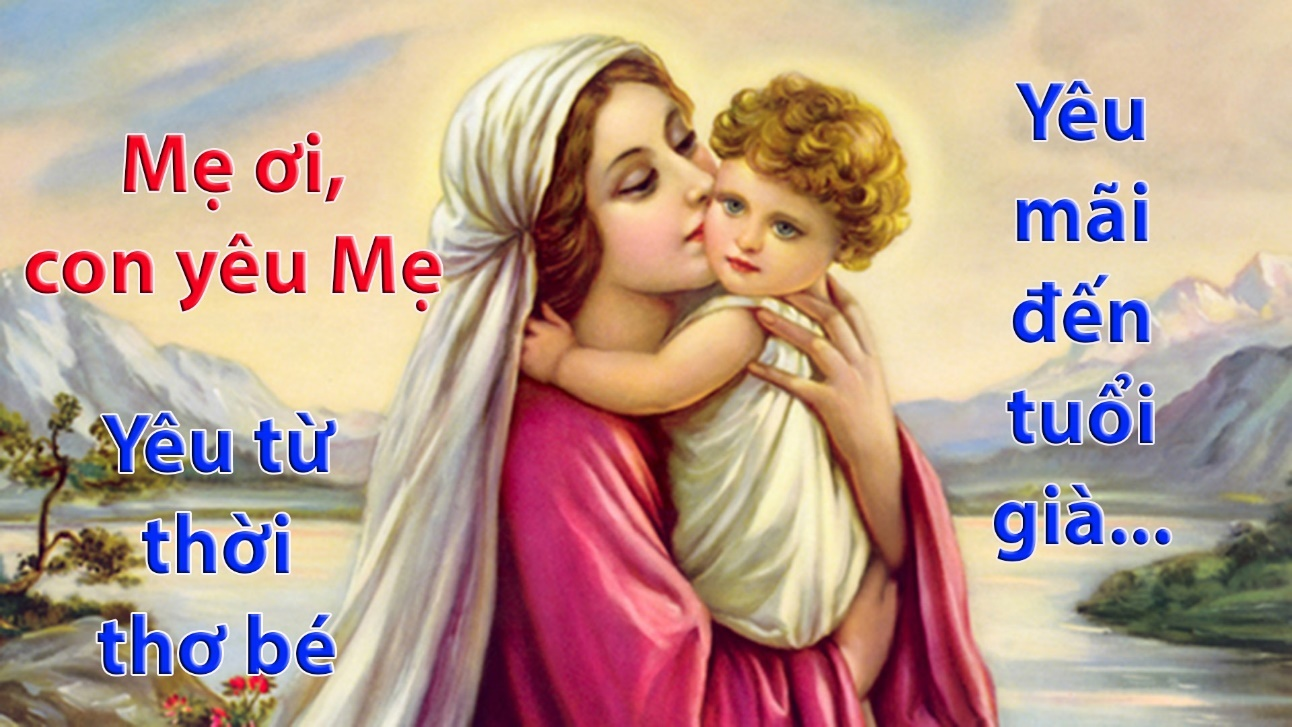 Mẹ ơi,
con yêu Mẹ
Yêu từ
thời
thơ bé
Yêu
mãi
đến
tuổi
già...